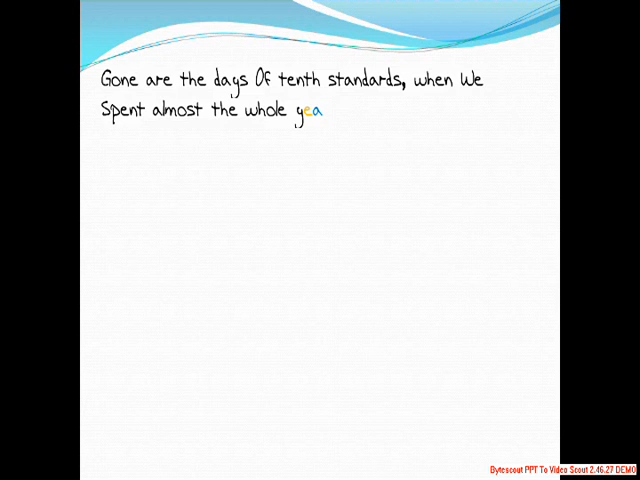 Gone are the days Of tenth standards, when We
Spent almost the whole yea
Bytescout PPT To Video Scout 2.46.27 DEMO